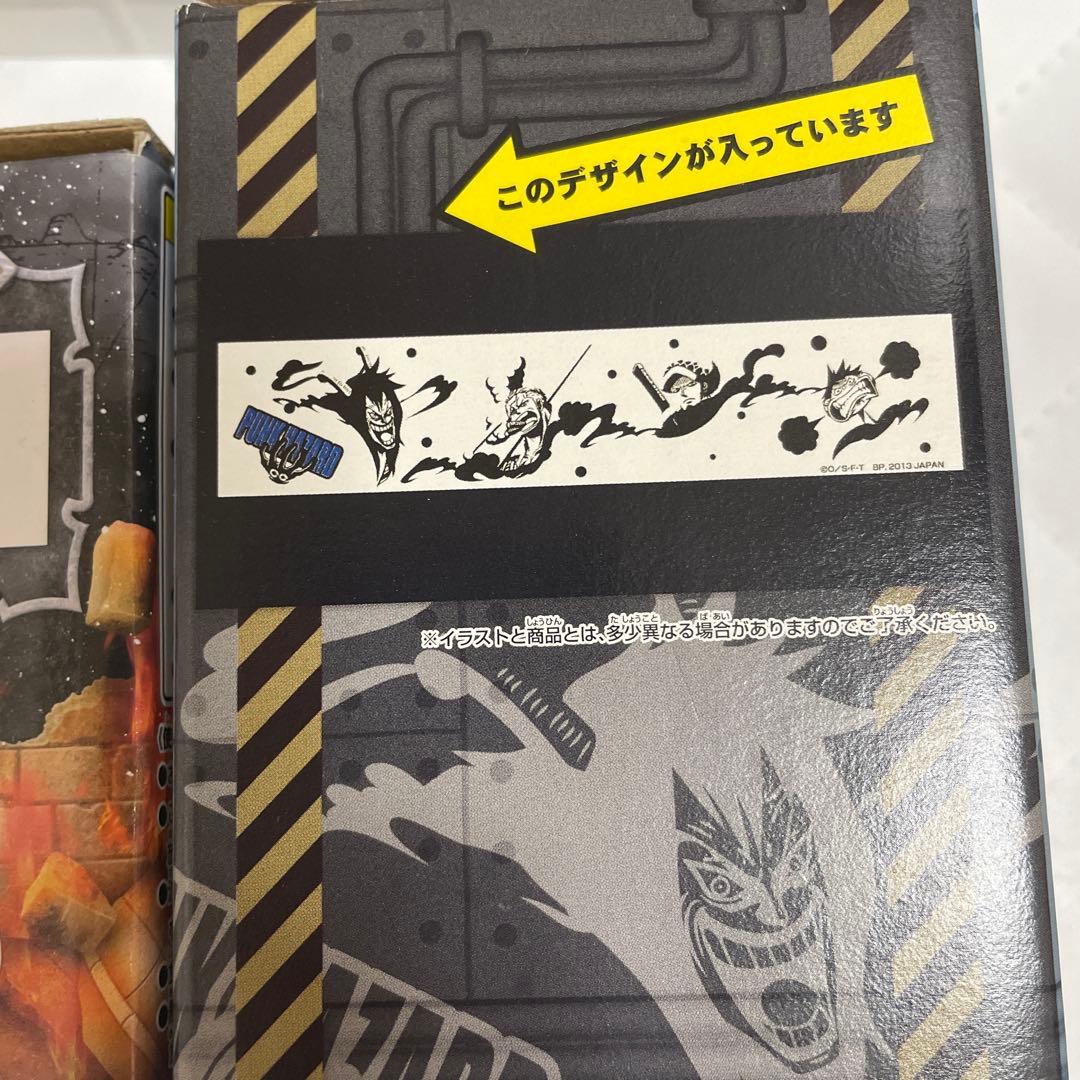 このデザインが入っています
PUNK HAZARD
©O/S・F・T BP, 2013 JAPAN
※イラストと商品とは、多少異なる場合がありますのでご了承ください。